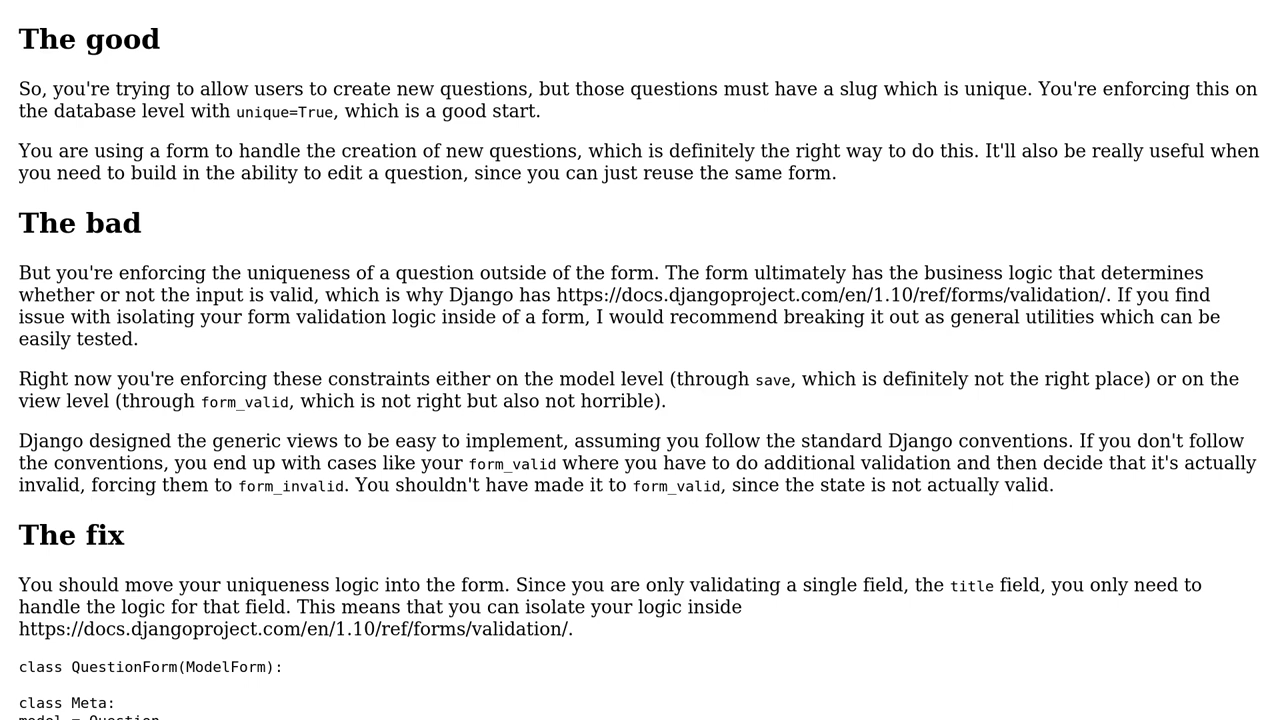 The good
So, you're trying to allow users to create new questions, but those questions must have a slug which is unique. You're enforcing this on
the database level with unique=True, which is a good start.
You are using a form to handle the creation of new questions, which is definitely the right way to do this. It'll also be really useful when
you need to build in the ability to edit a question, since you can just reuse the same form.
The bad
But you're enforcing the uniqueness of a question outside of the form. The form ultimately has the business logic that determines
whether or not the input is valid, which is why Django has https://docs.djangoproject.com/en/1.10/ref/forms/validation/. If you find
issue with isolating your form validation logic inside of a form, I would recommend breaking it out as general utilities which can be
easily tested.
Right now you're enforcing these constraints either on the model level (through save, which is definitely not the right place) or on the
view level (through form_valid, which is not right but also not horrible).
Django designed the generic views to be easy to implement, assuming you follow the standard Django conventions. If you don't follow
the conventions, you end up with cases like your form_valid where you have to do additional validation and then decide that it's actually
invalid, forcing them to form_invalid. You shouldn't have made it to form_valid, since the state is not actually valid.
The fix
You should move your uniqueness logic into the form. Since you are only validating a single field, the title field, you only need to
handle the logic for that field. This means that you can isolate your logic inside
https://docs.djangoproject.com/en/1.10/ref/forms/validation/.
class QuestionForm(ModelForm):
class Meta:
model = Question